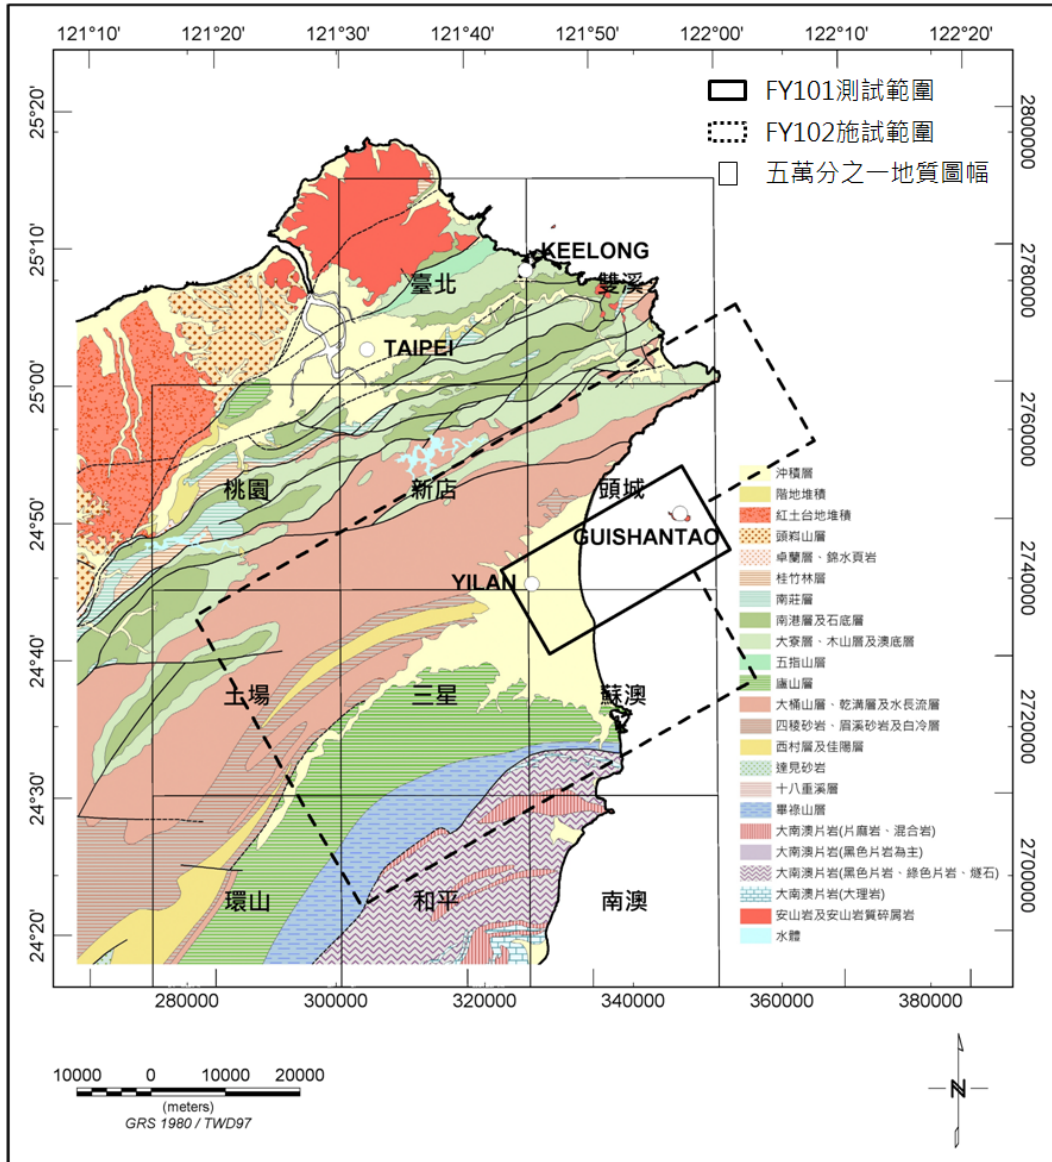 121°10' 121°20' 121°30' 121°40' 121°50' 122°00' 122°10' 122°20'
FY101測試範圍
FY102施試範圍
五萬分之一地質圖幅
25°20'
25°10'
25°00'
24°50'
24°40'
24°30'
24°20'
2800000
2780000
2760000
2740000
2720000
2700000
KEELONG
臺北
雙溪
TAIPEI
桃園
新店
頭城
GUISHANTAO
YILAN
土場
三星
蘇澳
環山
和平
南澳
沖積層
階地堆積
紅土台地堆積
頭嵙山層
卓蘭層、錦水頁岩
桂竹林層
南莊層
南港層及石底層
大寮層、木山層及澳底層
五指山層
廬山層
大桶山層、乾溝層及水長流層
四稜砂岩、眉溪砂岩及白冷層
西村層及佳陽層
達見砂岩
十八重溪層
畢祿山層
大南澳片岩(片麻岩、混合岩)
大南澳片岩(黑色片岩為主)
大南澳片岩(黑色片岩、綠色片岩、燧石)
大南澳片岩(大理岩)
安山岩及安山岩質碎屑岩
水體
280000 300000 320000 340000 360000 380000
10000 0 10000 20000
(meters)
GRS 1980 / TWD97
N